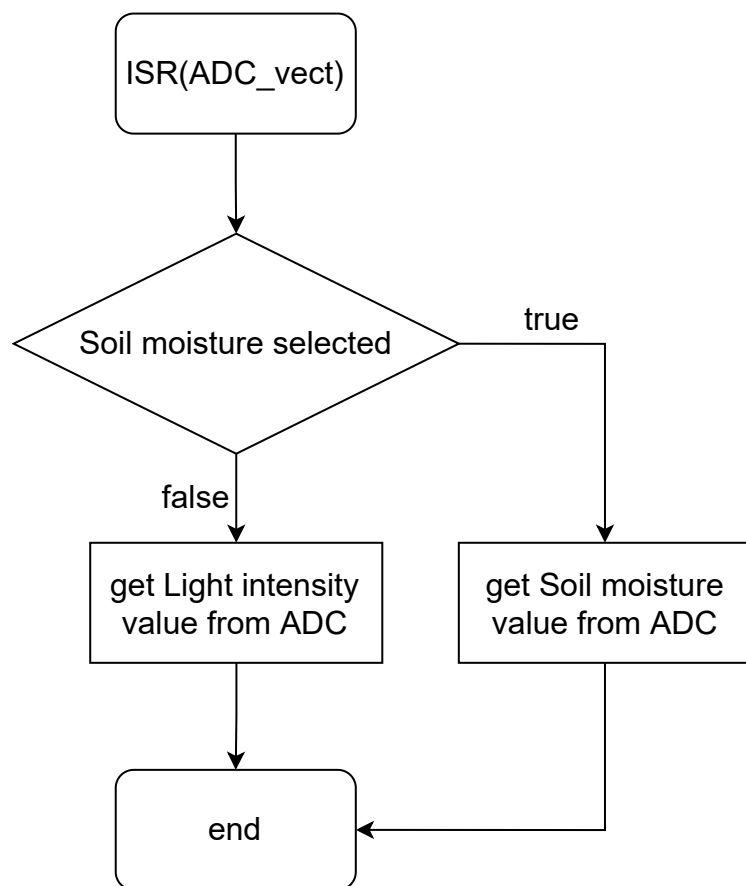 ISR(ADC_vect)
Soil moisture selected
true
false
get Light intensity
value from ADC
get Soil moisture
value from ADC
end